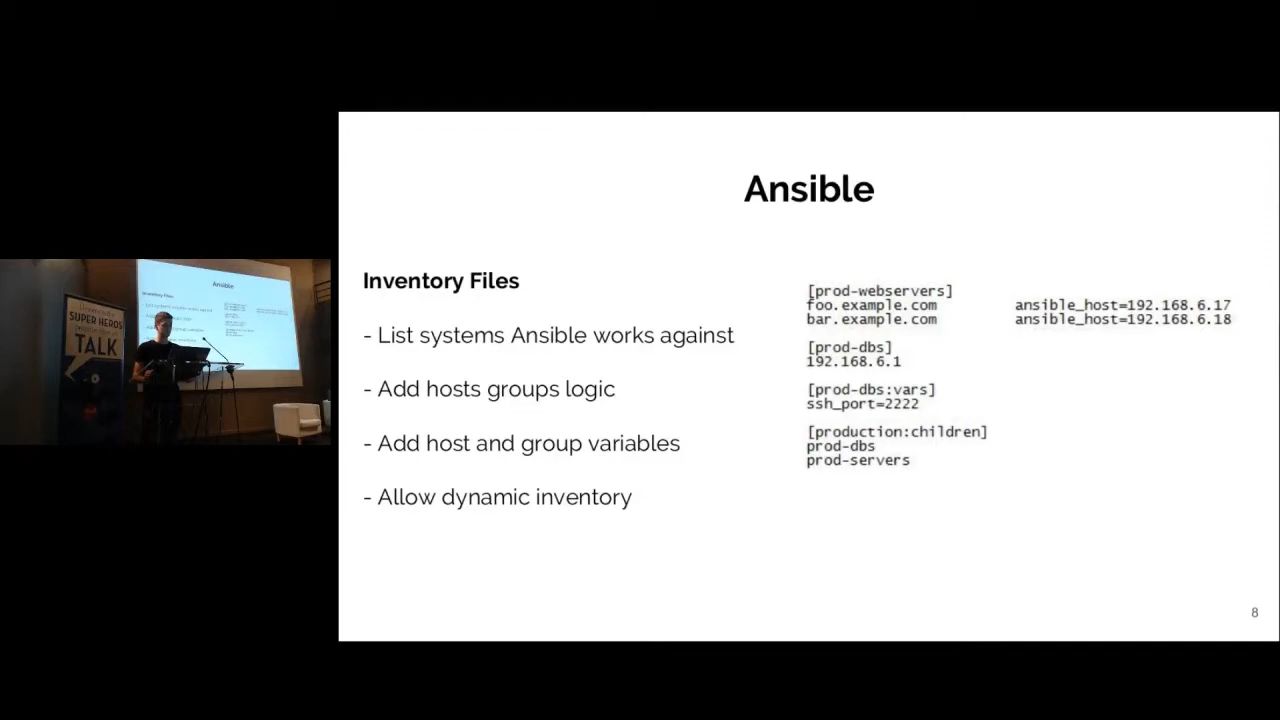 Ansible
Inventory Files
- List systems Ansible works against
- Add hosts groups logic
- Add host and group variables
- Allow dynamic inventory
[prod-webservers]
foo.example.com ansible_host=192.168.6.17
bar.example.com ansible_host=192.168.6.18
[prod-dbs]
192.168.6.1
[prod-dbs:vars]
ssh_port=2222
[production:children]
prod-dbs
prod-servers
8
Ansible
Inventory Files
SUPER HEROS
TALK